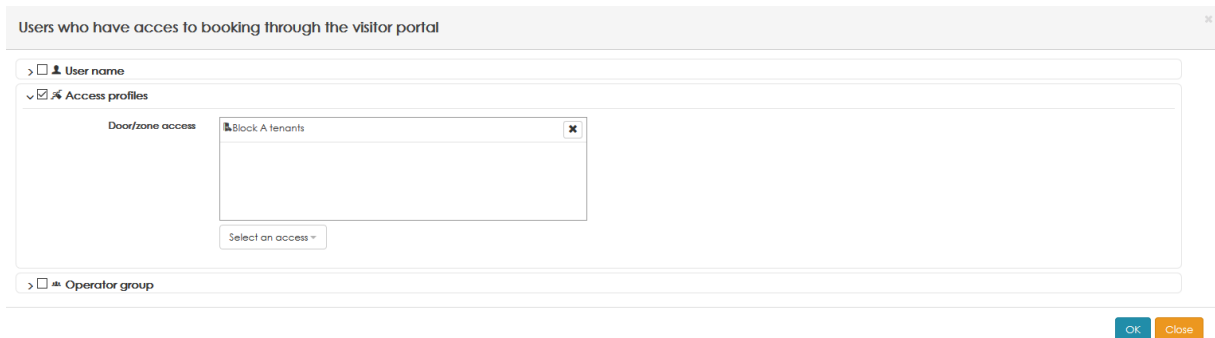 Users who have acces to booking through the visitor portal
User name
Access profiles
Door/zone access
Block A tenants
Select an access
Operator group
OK
Close